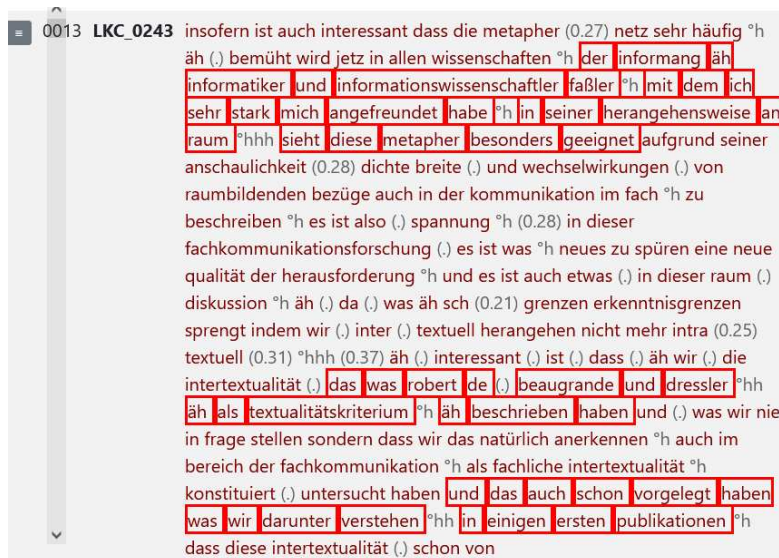 0013 LKC_0243 insofern ist auch interessant dass die metapher (0.27) netz sehr häufig °h
äh (.) bemüht wird jetz in allen wissenschaften °h der informang äh
informatiker und informationswissenschaftler faßler °h mit dem ich
sehr stark mich angefreundet habe °h in seiner herangehensweise an
raum °hhh sieht diese metapher besonders geeignet aufgrund seiner
anschaulichkeit (0.28) dichte breite (.) und wechselwirkungen (.) von
raumbildenden bezüge auch in der kommunikation im fach °h zu
beschreiben °h es ist also (.) spannung °h (0.28) in dieser
fachkommunikationsforschung (.) es ist was °h neues zu spüren eine neue
qualität der herausforderung °h und es ist auch etwas (.) in dieser raum (.)
diskussion °h äh (.) da (.) was äh sch (0.21) grenzen erkenntnisgrenzen
sprengt indem wir (.) inter (.) textuell herangehen nicht mehr intra (0.25)
textuell (0.31) °hhh (0.37) äh (.) interessant (.) ist (.) dass (.) äh wir (.) die
intertextualität (.) das was robert de (.) beaugrande und dressler °hh
äh als textualitätskriterium °h äh beschrieben haben und (.) was wir nie
in frage stellen sondern dass wir das natürlich anerkennen °h auch im
bereich der fachkommunikation °h als fachliche intertextualität °h
konstituiert (.) untersucht haben und das auch schon vorgelegt haben
was wir darunter verstehen °hh in einigen ersten publikationen °h
dass diese intertextualität (.) schon von